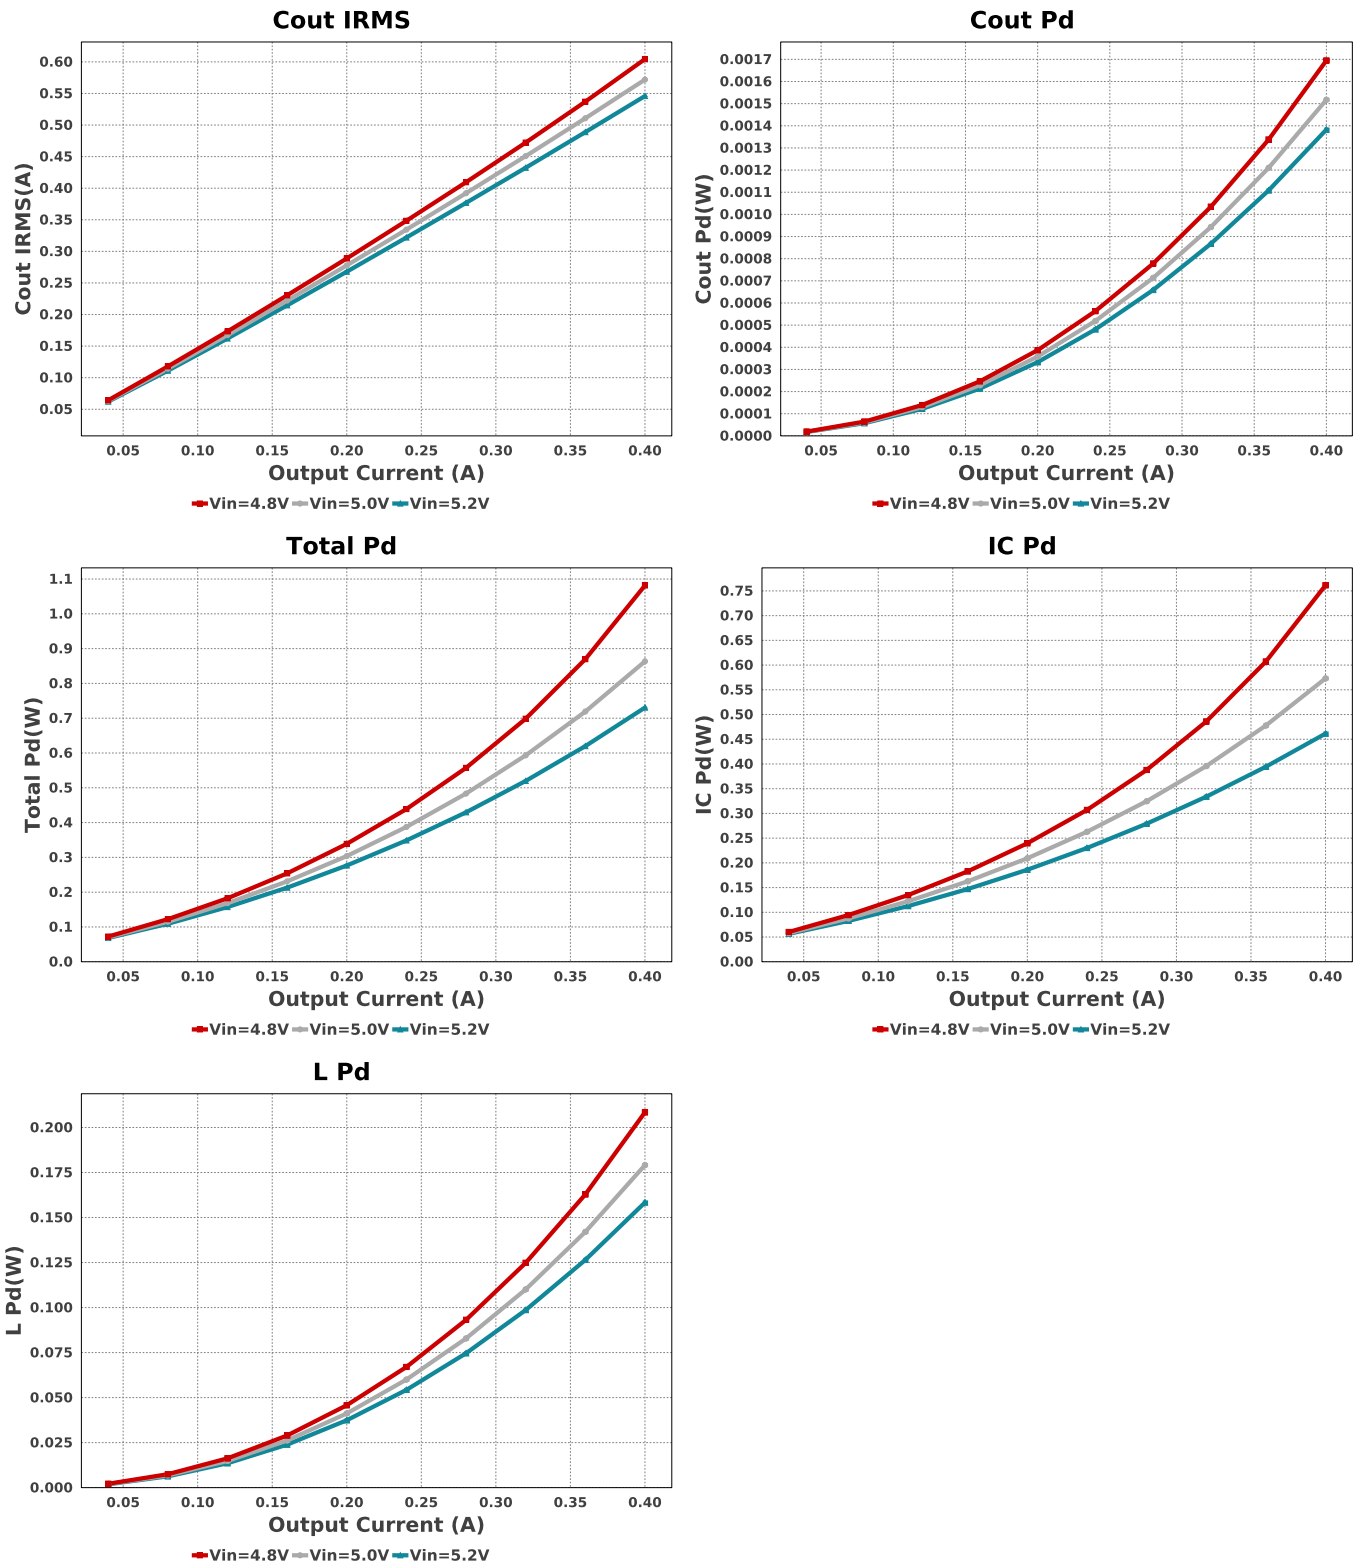 Cout IRMS
Cout IRMS(A)
0.60
0.55
0.50
0.45
0.40
0.35
0.30
0.25
0.20
0.15
0.10
0.05
0.05 0.10 0.15 0.20 0.25 0.30 0.35 0.40
Output Current (A)
Vin=4.8V Vin=5.0V Vin=5.2V
Cout Pd
Cout Pd(W)
0.0017
0.0016
0.0015
0.0014
0.0013
0.0012
0.0011
0.0010
0.0009
0.0008
0.0007
0.0006
0.0005
0.0004
0.0003
0.0002
0.0001
0.0000
0.05 0.10 0.15 0.20 0.25 0.30 0.35 0.40
Output Current (A)
Vin=4.8V Vin=5.0V Vin=5.2V
Total Pd
Total Pd(W)
1.1
1.0
0.9
0.8
0.7
0.6
0.5
0.4
0.3
0.2
0.1
0.0
0.05 0.10 0.15 0.20 0.25 0.30 0.35 0.40
Output Current (A)
Vin=4.8V Vin=5.0V Vin=5.2V
IC Pd
IC Pd(W)
0.75
0.70
0.65
0.60
0.55
0.50
0.45
0.40
0.35
0.30
0.25
0.20
0.15
0.10
0.05
0.00
0.05 0.10 0.15 0.20 0.25 0.30 0.35 0.40
Output Current (A)
Vin=4.8V Vin=5.0V Vin=5.2V
L Pd
L Pd(W)
0.200
0.175
0.150
0.125
0.100
0.075
0.050
0.025
0.000
0.05 0.10 0.15 0.20 0.25 0.30 0.35 0.40
Output Current (A)
Vin=4.8V Vin=5.0V Vin=5.2V